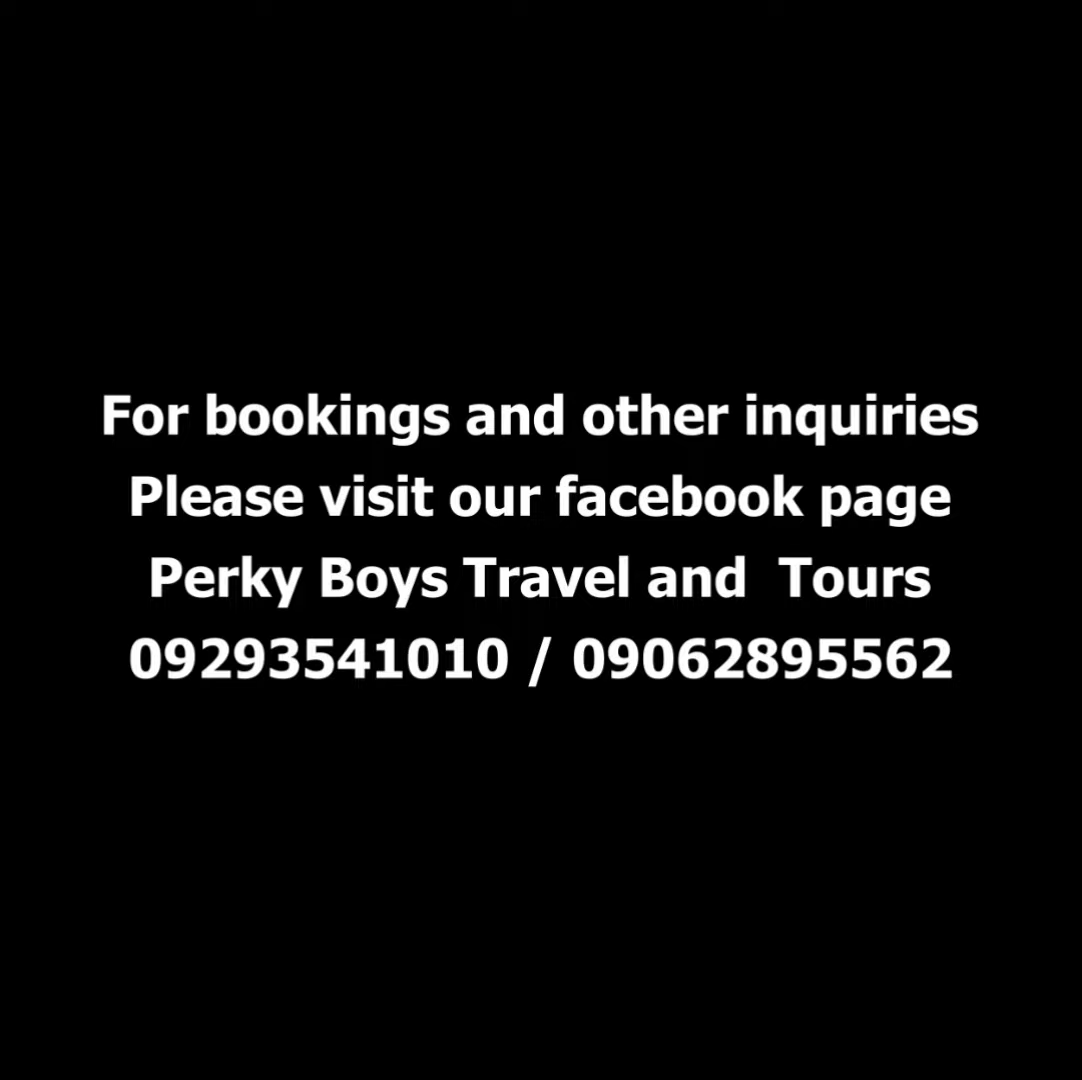 For bookings and other inquiries
Please visit our facebook page
Perky Boys Travel and  Tours
09293541010 / 09062895562